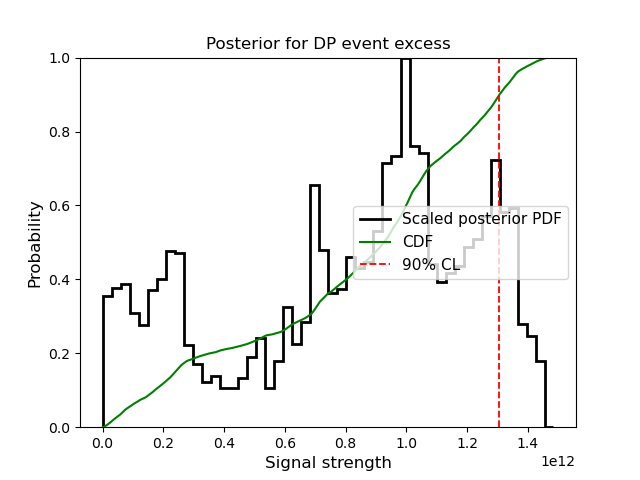 Posterior for DP event excess
1.0
0.8
0.6
0.4
0.2
0.0
Probability
Scaled posterior PDF
CDF
90% CL
0.0 0.2 0.4 0.6 0.8 1.0 1.2 1.4
1e12
Signal strength